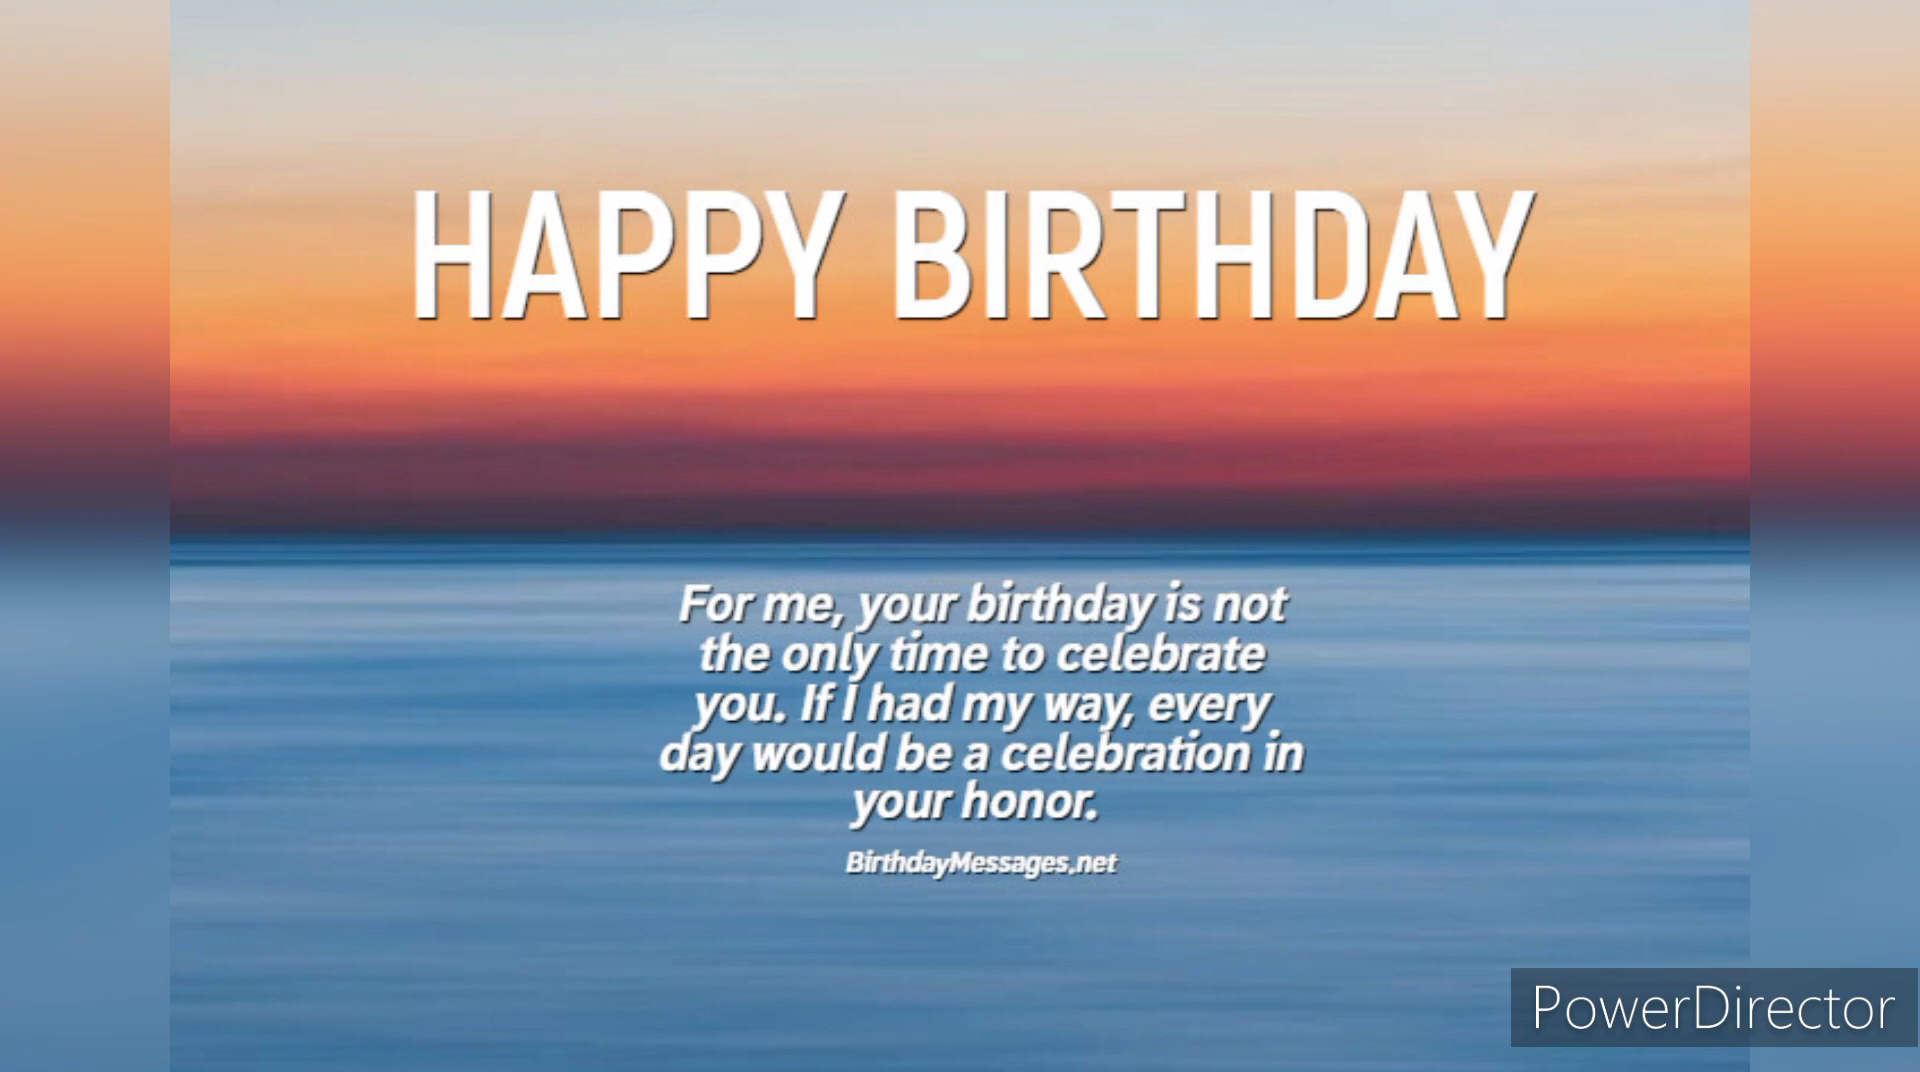 HAPPY BIRTHDAY
For me, your birthday is not
the only time to celebrate
you. If I had my way, every
day would be a celebration in
your honor.
BirthdayMessages.net
PowerDirector